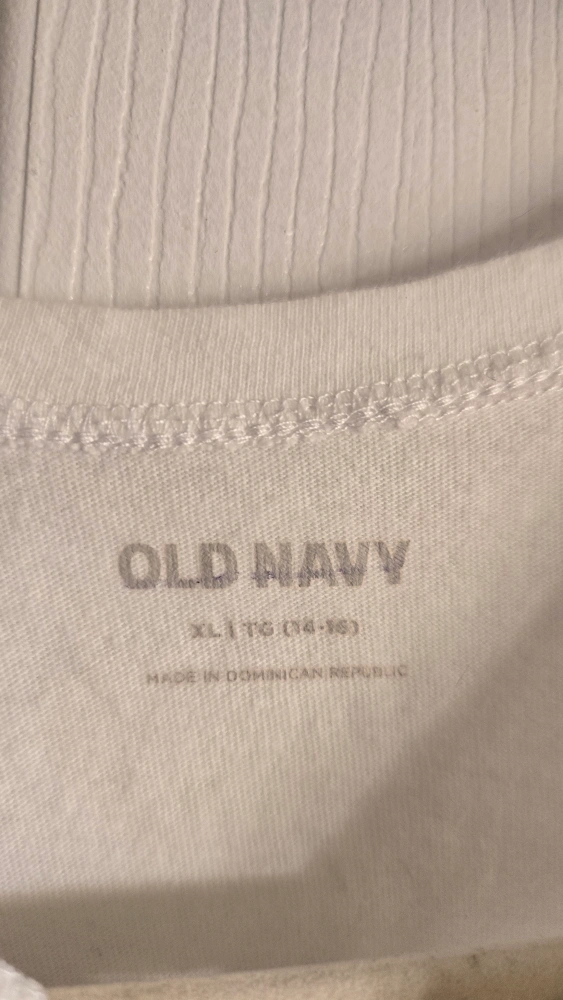 OLD NAVY
XL | TG (14-16)
MADE IN DOMINICAN REPUBLIC